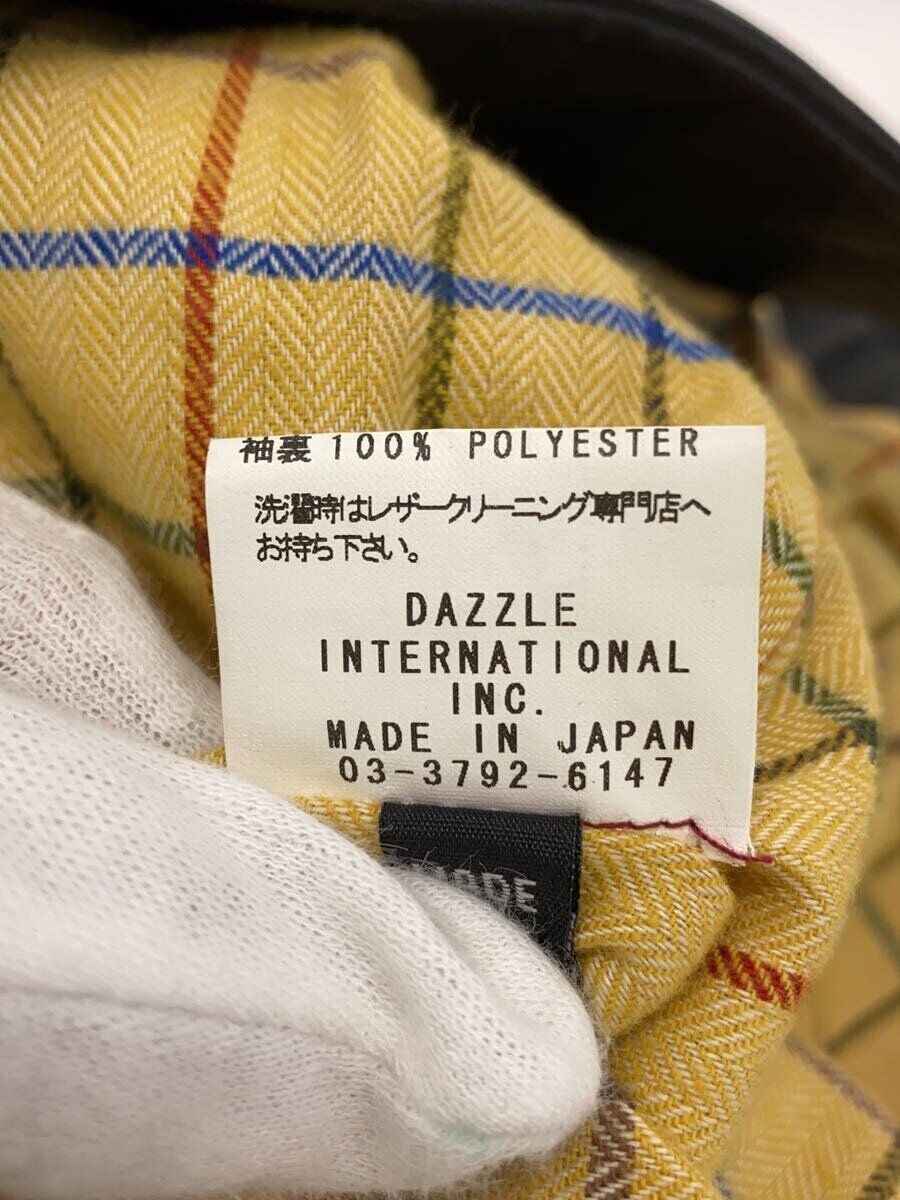 袖裏 100% POLYESTER
洗濯時はレザークリーニング専門店へ
お持ち下さい。
DAZZLE
INTERNATIONAL
INC.
MADE IN JAPAN
03-3792-6147
MADE